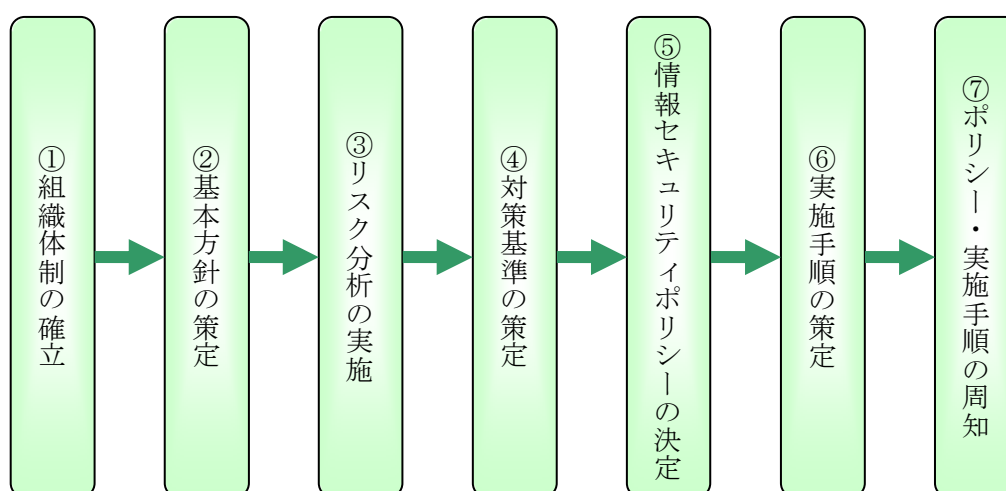 ①組織体制の確立
②基本方針の策定
③リスク分析の実施
④対策基準の策定
⑤情報セキュリティポリシーの決定
⑥実施手順の策定
⑦ポリシー・実施手順の周知